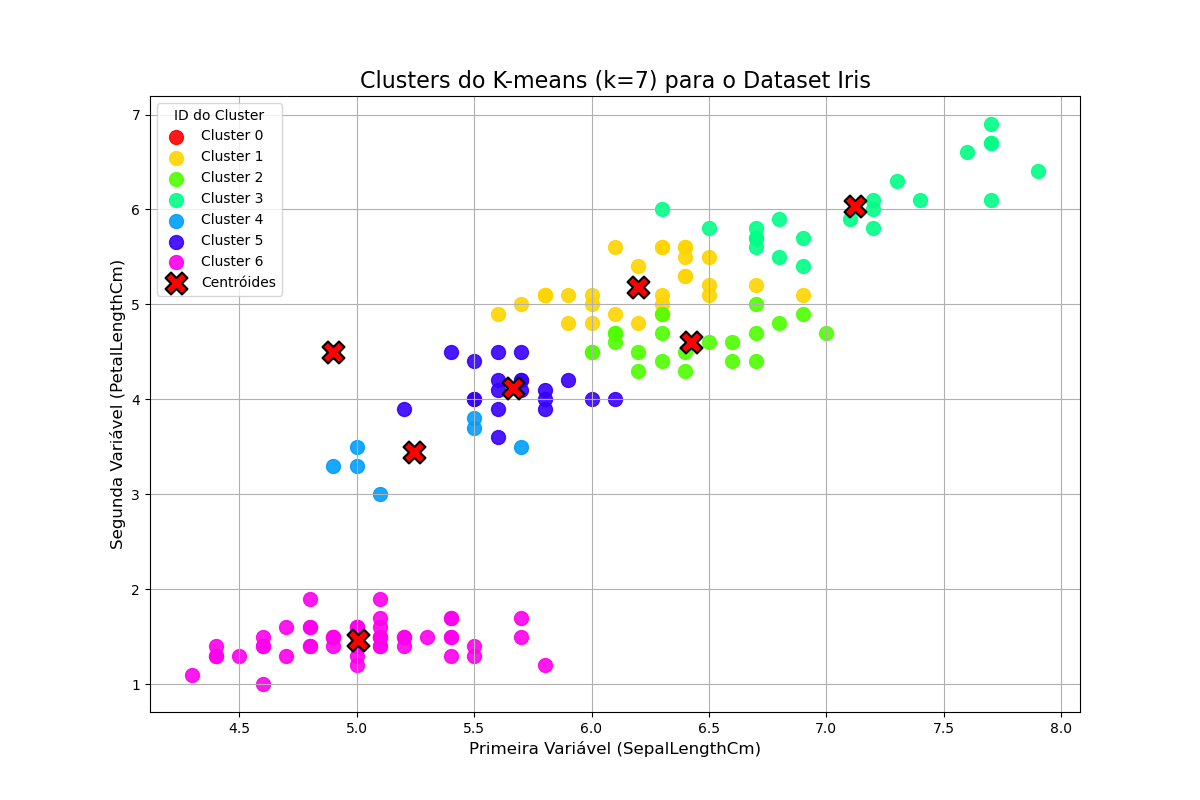 Clusters do K-means (k=7) para o Dataset Iris
ID do Cluster
Cluster 0
Cluster 1
Cluster 2
Cluster 3
Cluster 4
Cluster 5
Cluster 6
Centróides
Segunda Variável (PetalLengthCm)
7
6
5
4
3
2
1
4.5 5.0 5.5 6.0 6.5 7.0 7.5 8.0
Primeira Variável (SepalLengthCm)